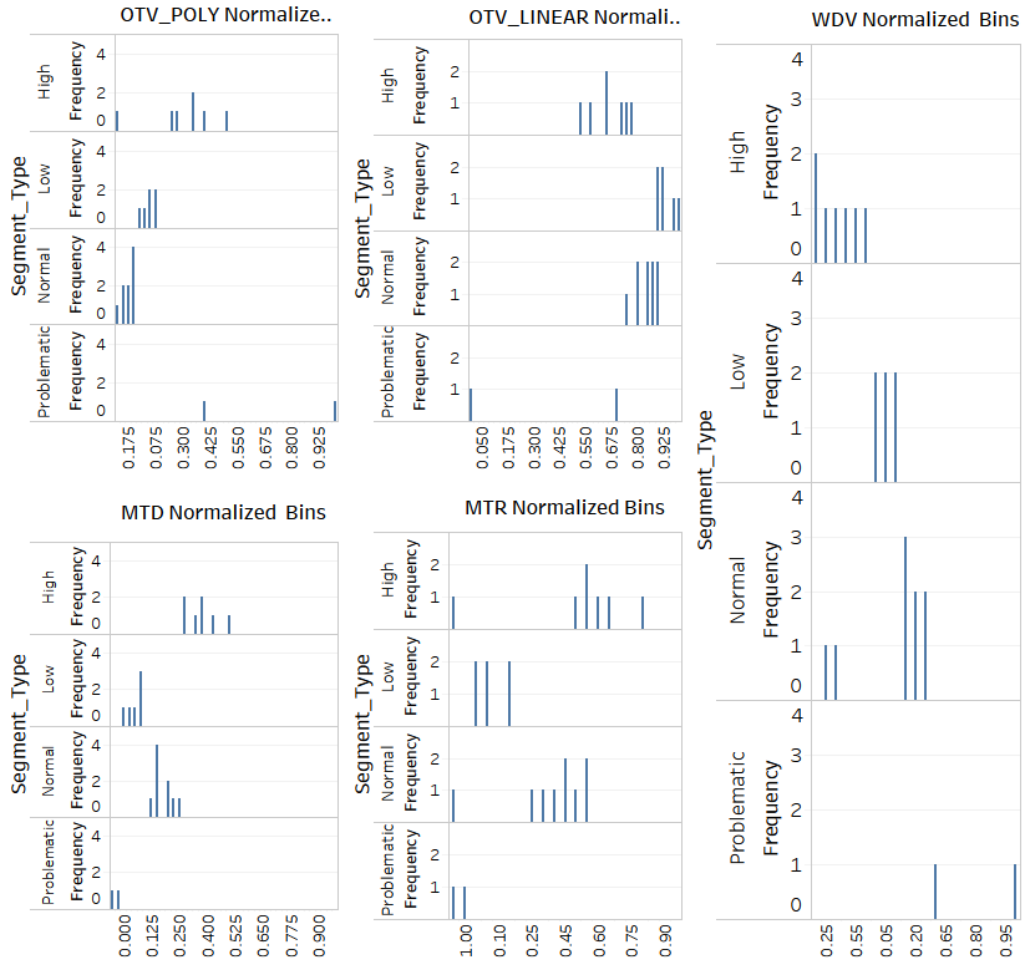 OTV_POLY Normalize..
Segment_Type
High
Frequency
4
2
0
Low
Frequency
4
2
0
Normal
Frequency
4
2
0
Problematic
Frequency
4
2
0
0.175
0.075
0.300
0.425
0.550
0.675
0.800
0.925
OTV_LINEAR Normali..
Segment_Type
High
Frequency
2
1
Low
Frequency
2
1
Normal
Frequency
2
1
Problematic
Frequency
2
1
0.050
0.175
0.300
0.425
0.550
0.675
0.800
0.925
WDV Normalized Bins
Segment_Type
High
Frequency
4
3
2
1
0
Low
Frequency
4
3
2
1
0
Normal
Frequency
4
3
2
1
0
Problematic
Frequency
4
3
2
1
0
0.25
0.55
0.05
0.20
0.65
0.80
0.95
MTD Normalized Bins
Segment_Type
High
Frequency
4
2
0
Low
Frequency
4
2
0
Normal
Frequency
4
2
0
Problematic
Frequency
4
2
0
0.000
0.125
0.250
0.400
0.525
0.650
0.775
0.900
MTR Normalized Bins
Segment_Type
High
Frequency
2
1
Low
Frequency
2
1
Normal
Frequency
2
1
Problematic
Frequency
2
1
1.00
0.10
0.25
0.45
0.60
0.75
0.90